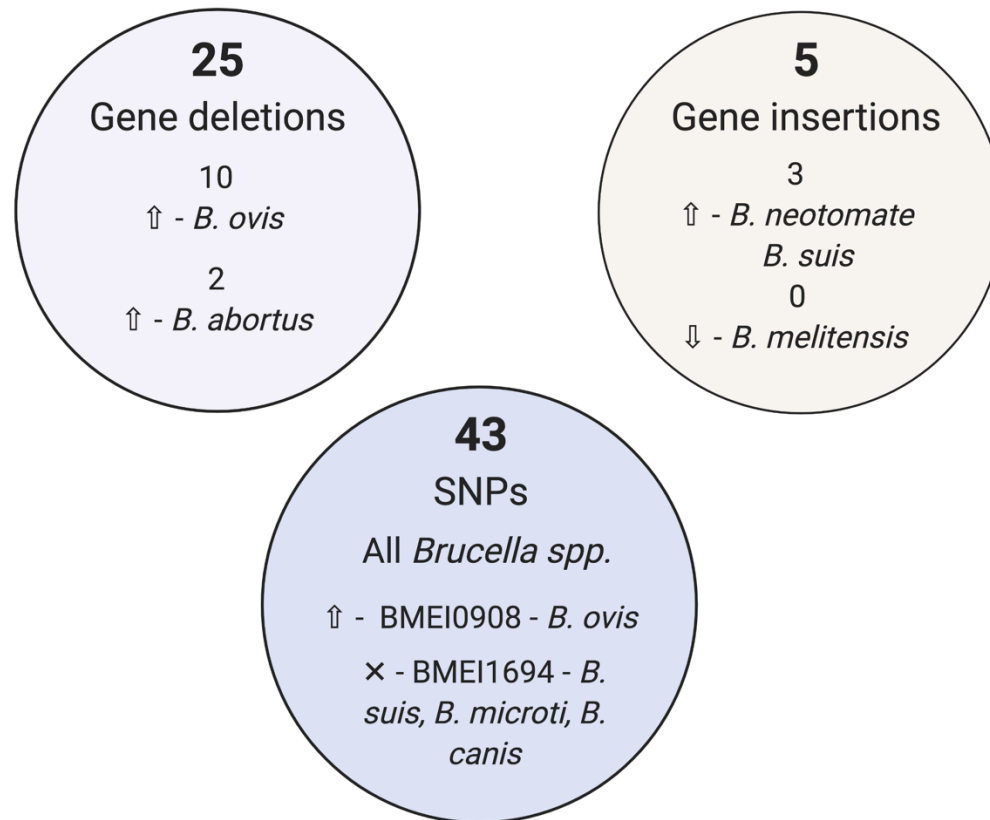 25
Gene deletions
10
⇧ - B. ovis
2
⇧ - B. abortus
5
Gene insertions
3
⇧ - B. neotomate
B. suis
0
⇩ - B. melitensis
43
SNPs
All Brucella spp.
⇧ - BMEI0908 - B. ovis
✕ - BMEI1694 - B.
suis, B. microti, B.
canis